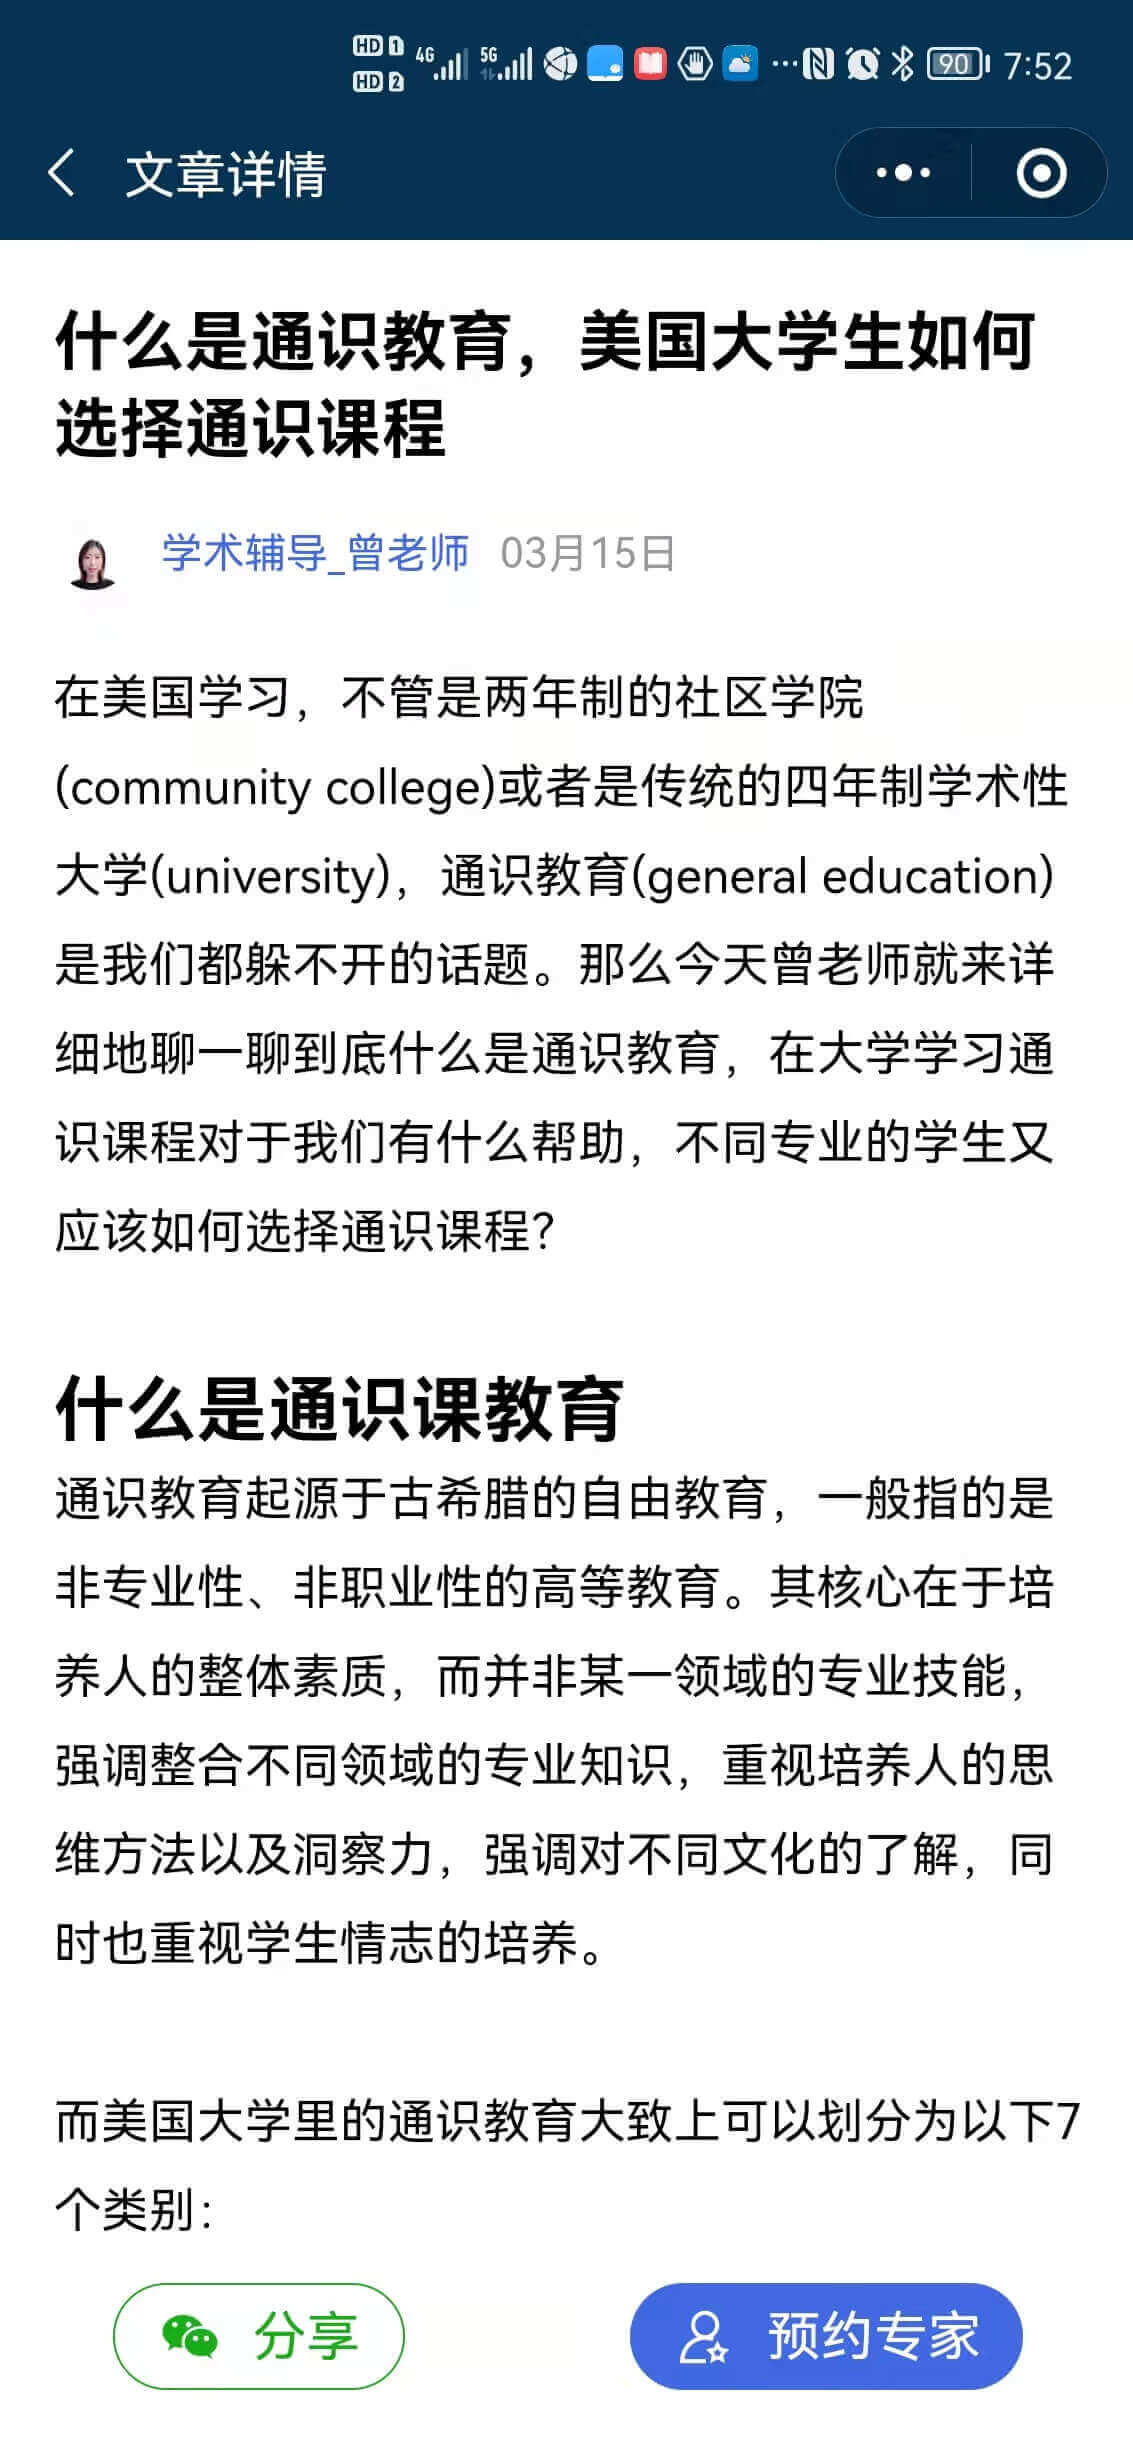 HD 1 4G 5G 90 7:52
HD 2
文章详情
什么是通识教育，美国大学生如何
选择通识课程
学术辅导_曾老师 03月15日
在美国学习，不管是两年制的社区学院
(community college)或者是传统的四年制学术性
大学(university)，通识教育(general education)
是我们都躲不开的话题。那么今天曾老师就来详
细地聊一聊到底什么是通识教育，在大学学习通
识课程对于我们有什么帮助，不同专业的学生又
应该如何选择通识课程？
什么是通识课教育
通识教育起源于古希腊的自由教育，一般指的是
非专业性、非职业性的高等教育。其核心在于培
养人的整体素质，而并非某一领域的专业技能，
强调整合不同领域的专业知识，重视培养人的思
维方法以及洞察力，强调对不同文化的了解，同
时也重视学生情志的培养。
而美国大学里的通识教育大致上可以划分为以下7
个类别：
分享 预约专家